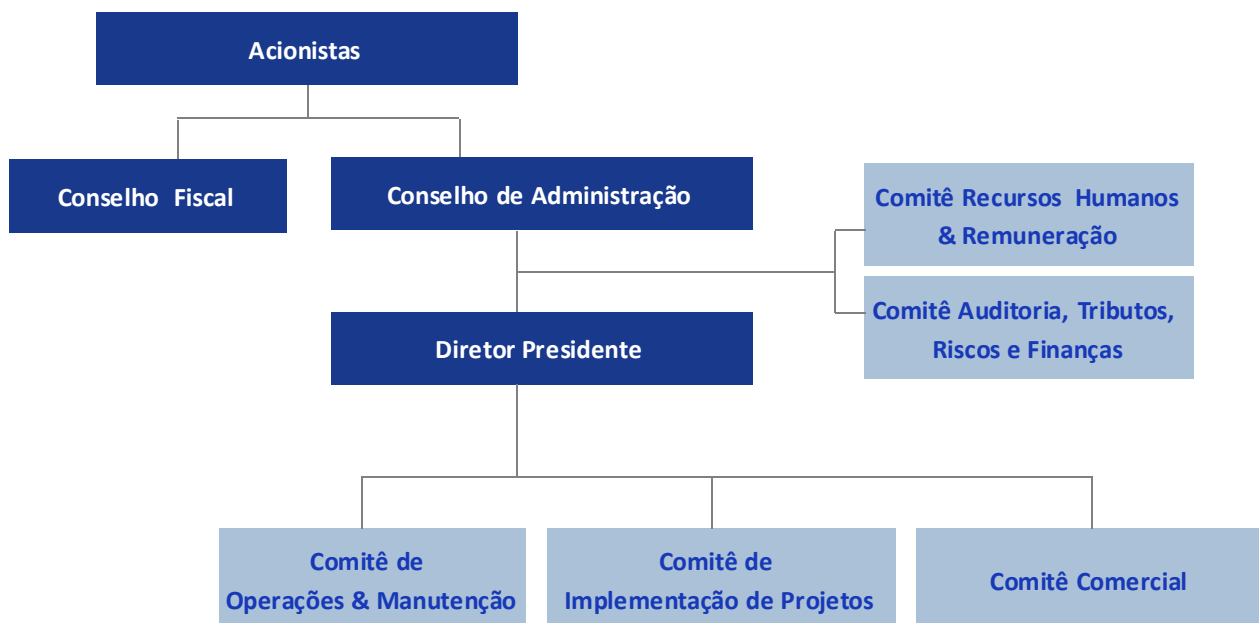 Acionistas
Conselho Fiscal
Conselho de Administração
Comitê Recursos Humanos
& Remuneração
Comitê Auditoria, Tributos,
Riscos e Finanças
Diretor Presidente
Comitê de
Operações & Manutenção
Comitê de
Implementação de Projetos
Comitê Comercial